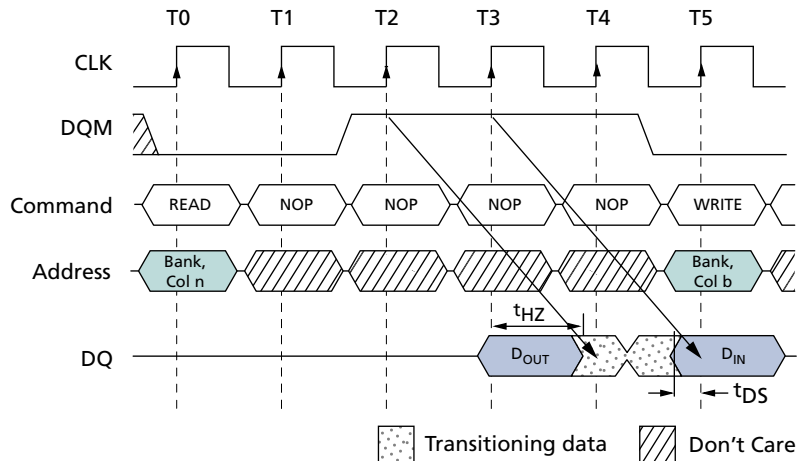 T0 T1 T2 T3 T4 T5
CLK
DQM
Command READ NOP NOP NOP NOP WRITE
Address Bank, Col n Bank, Col b
tHZ
DQ DOUT DIN
tDS
Transitioning data Don't Care